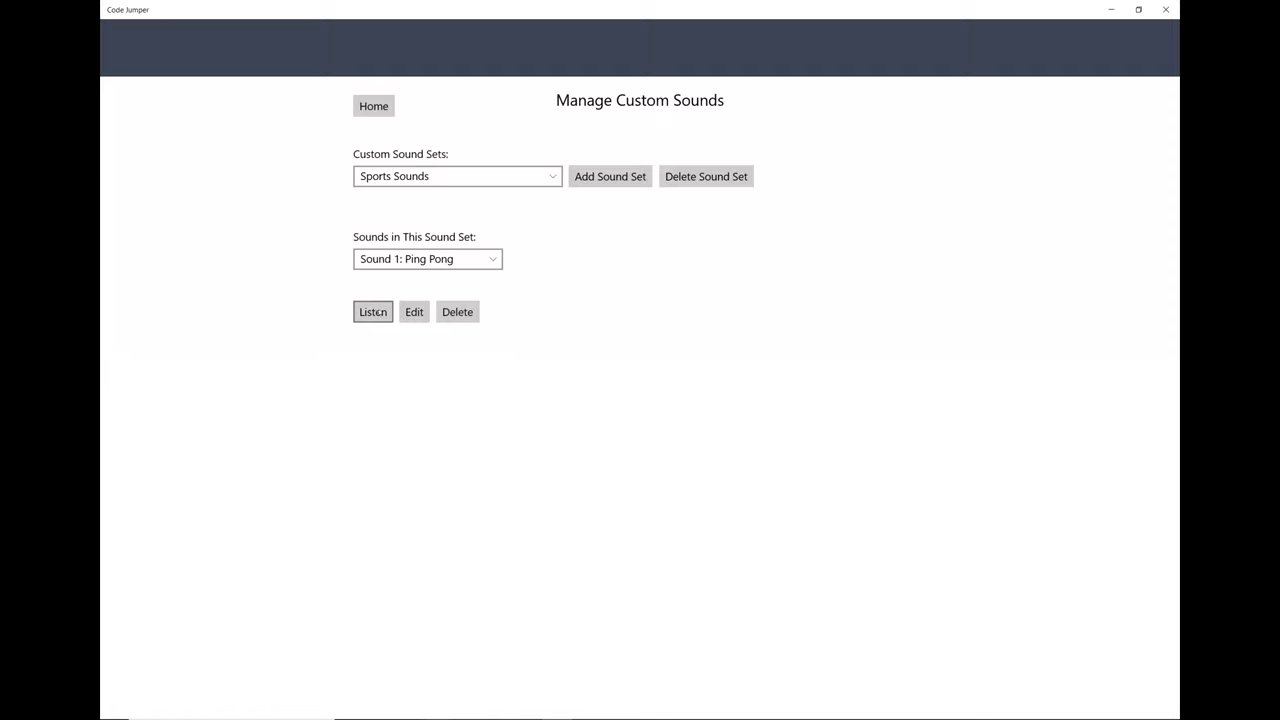 Code Jumper
Home
Manage Custom Sounds
Custom Sound Sets:
Sports Sounds
Add Sound Set
Delete Sound Set
Sounds in This Sound Set:
Sound 1: Ping Pong
Listen
Edit
Delete